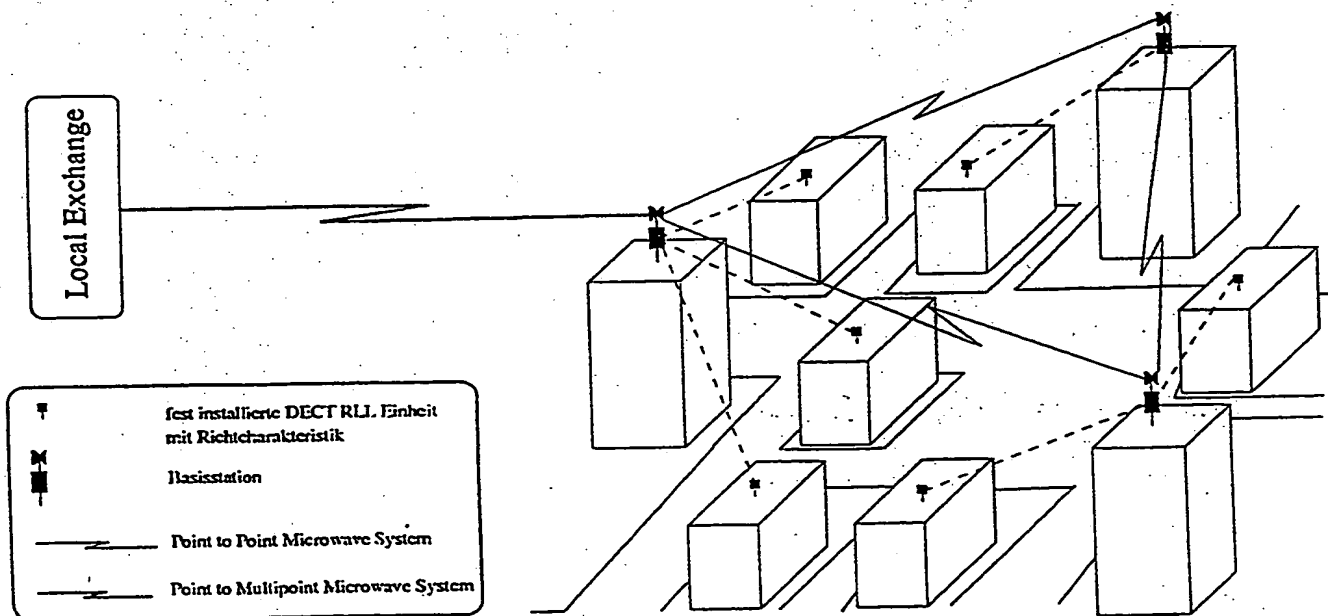 Local Exchange
fest installierte DECT RLL Einheit
mit Richtcharakteristik
Basisstation
Point to Point Microwave System
Point to Multipoint Microwave System